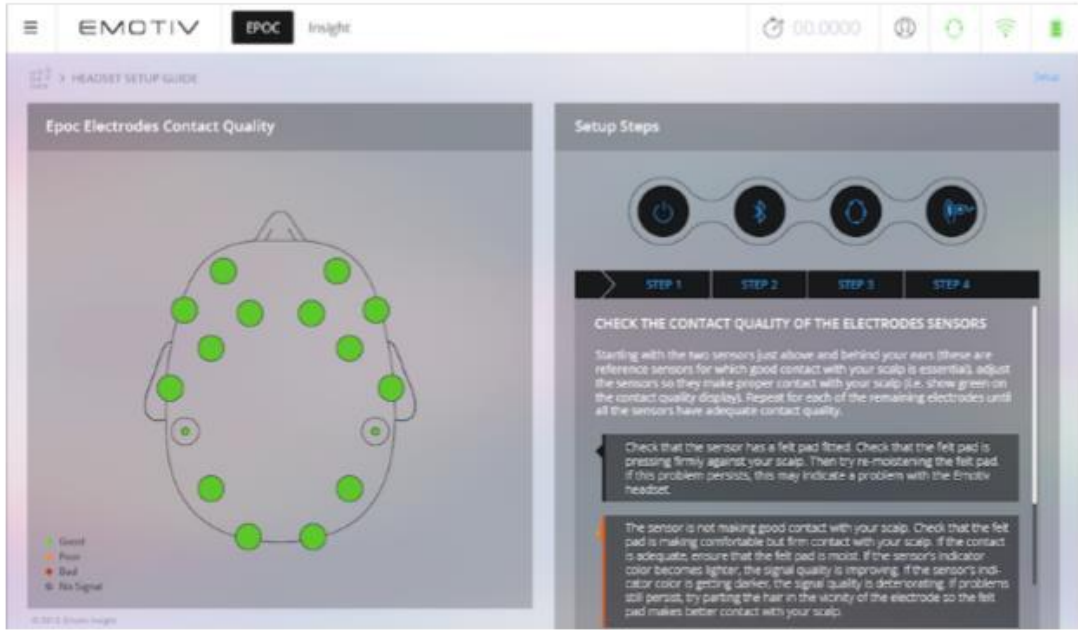 EMOTIV
EPOC
Insight
00.0000
> HEADSET SETUP GUIDE
Setup
Epoc Electrodes Contact Quality
Good
Poor
Bad
No Signal
Setup Steps
STEP 1
STEP 2
STEP 3
STEP 4
CHECK THE CONTACT QUALITY OF THE ELECTRODES SENSORS
Starting with the two sensors just above and behind your ears (these are
reference sensors for which good contact with your scalp is essential), adjust
the sensors so they make proper contact with your scalp (i.e. show green on
the contact quality display). Repeat for each of the remaining electrodes until
all the sensors have adequate contact quality.
Check that the sensor has a felt pad fitted. Check that the felt pad is
pressing firmly against your scalp. Then try re-moistening the felt pad.
If this problem persists, this may indicate a problem with the Emotiv
headset.
The sensor is not making good contact with your scalp. Check that the felt
pad is making comfortable but firm contact with your scalp. If the contact
is adequate, ensure that the felt pad is moist. If the sensor's indicator
color becomes lighter, the signal quality is improving. If the sensor's indi-
cator color is getting darker, the signal quality is deteriorating. If problems
still persist, try parting the hair in the vicinity of the electrode so the felt
pad makes better contact with your scalp.